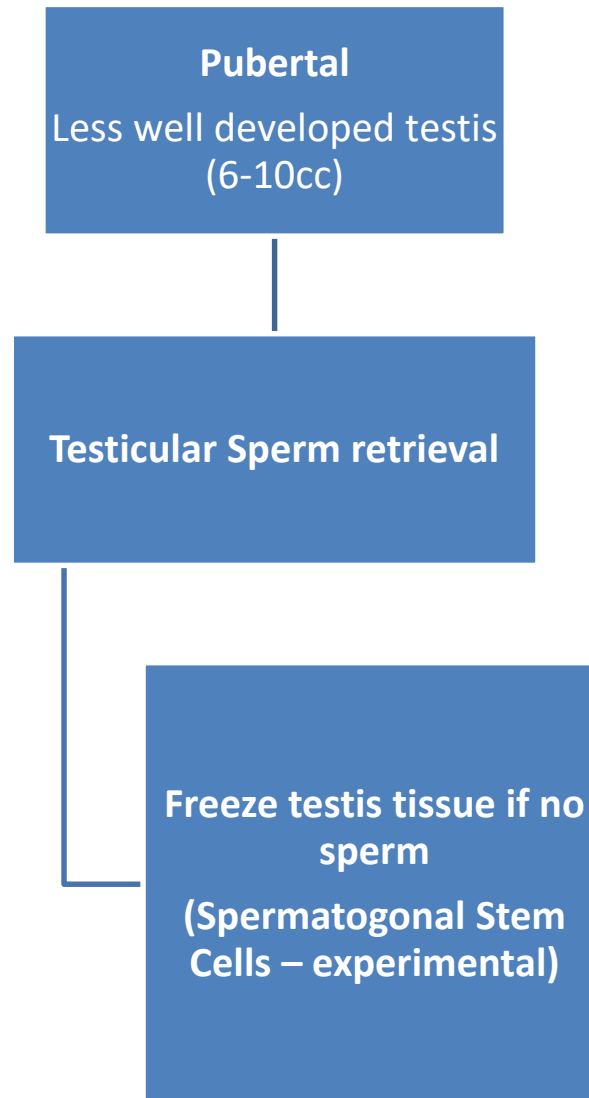 Pubertal
Less well developed testis
(6-10cc)
Testicular Sperm retrieval
Freeze testis tissue if no
sperm
(Spermatogonal Stem
Cells – experimental)